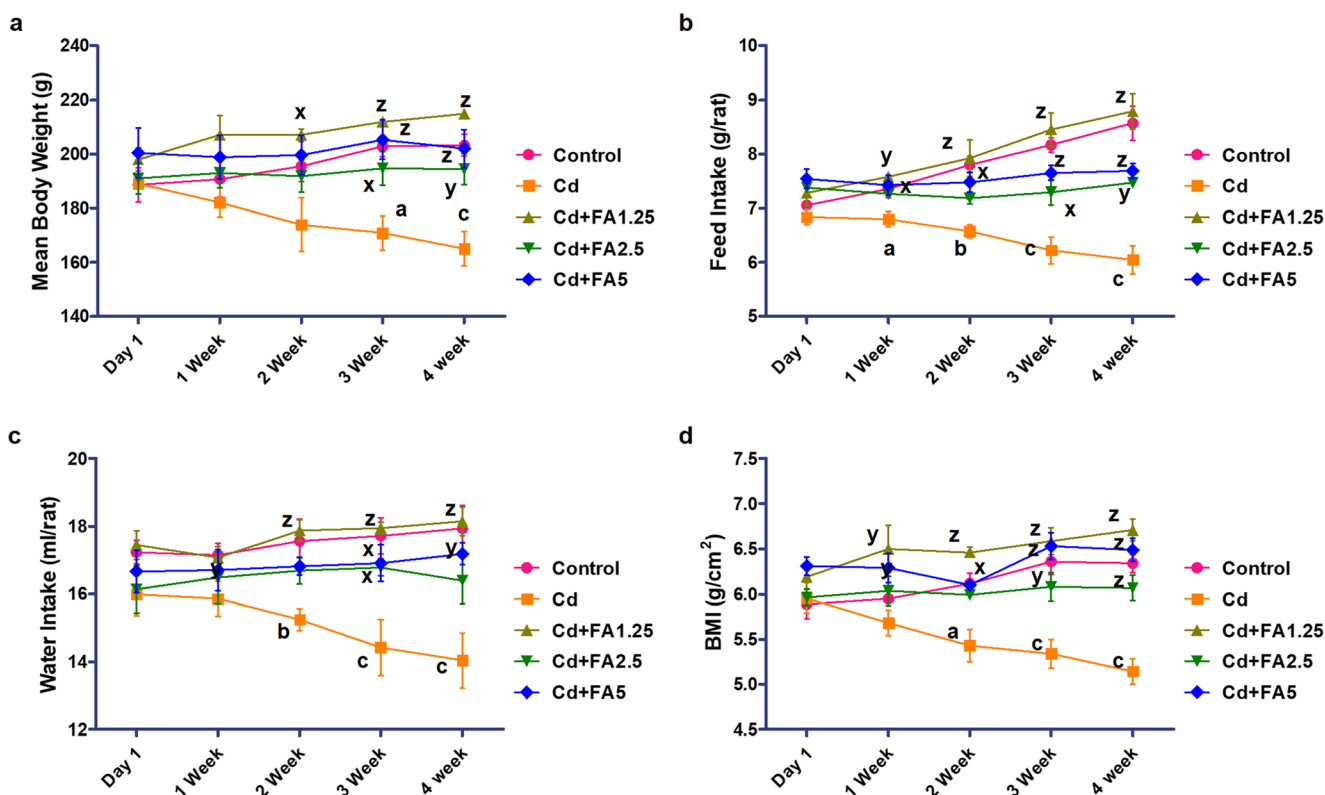 a
Mean Body Weight (g)
240
220
200
180
160
140
x
z
z
z
z
x
y
a
c
Day 1
1 Week
2 Week
3 Week
4 week
Control
Cd
Cd+FA1.25
Cd+FA2.5
Cd+FA5
b
Feed Intake (g/rat)
10
9
8
7
6
5
y
z
z
z
x
x
z
z
x
y
a
b
c
c
Day 1
1 Week
2 Week
3 Week
4 week
Control
Cd
Cd+FA1.25
Cd+FA2.5
Cd+FA5
c
Water Intake (ml/rat)
20
18
16
14
12
z
z
z
y
x
y
x
b
c
c
Day 1
1 Week
2 Week
3 Week
4 week
Control
Cd
Cd+FA1.25
Cd+FA2.5
Cd+FA5
d
BMI (g/cm2)
7.5
7.0
6.5
6.0
5.5
5.0
4.5
y
z
z
z
y
x
z
z
y
z
a
c
c
Day 1
1 Week
2 Week
3 Week
4 week
Control
Cd
Cd+FA1.25
Cd+FA2.5
Cd+FA5